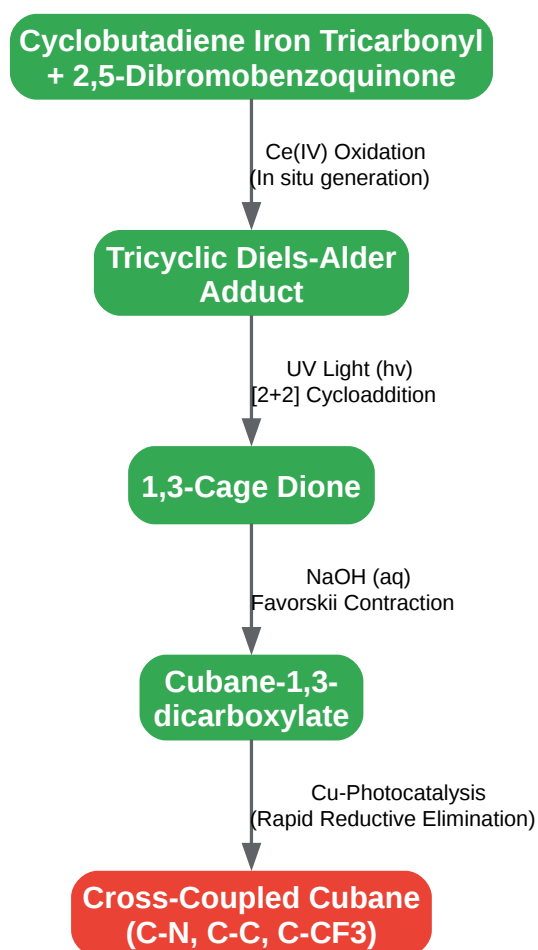 Cyclobutadiene Iron Tricarbonyl
+ 2,5-Dibromobenzoquinone
Ce(IV) Oxidation
(In situ generation)
Tricyclic Diels-Alder
Adduct
UV Light (hv)
[2+2] Cycloaddition
1,3-Cage Dione
NaOH (aq)
Favorskii Contraction
Cubane-1,3-
dicarboxylate
Cu-Photocatalysis
(Rapid Reductive Elimination)
Cross-Coupled Cubane
(C-N, C-C, C-CF3)